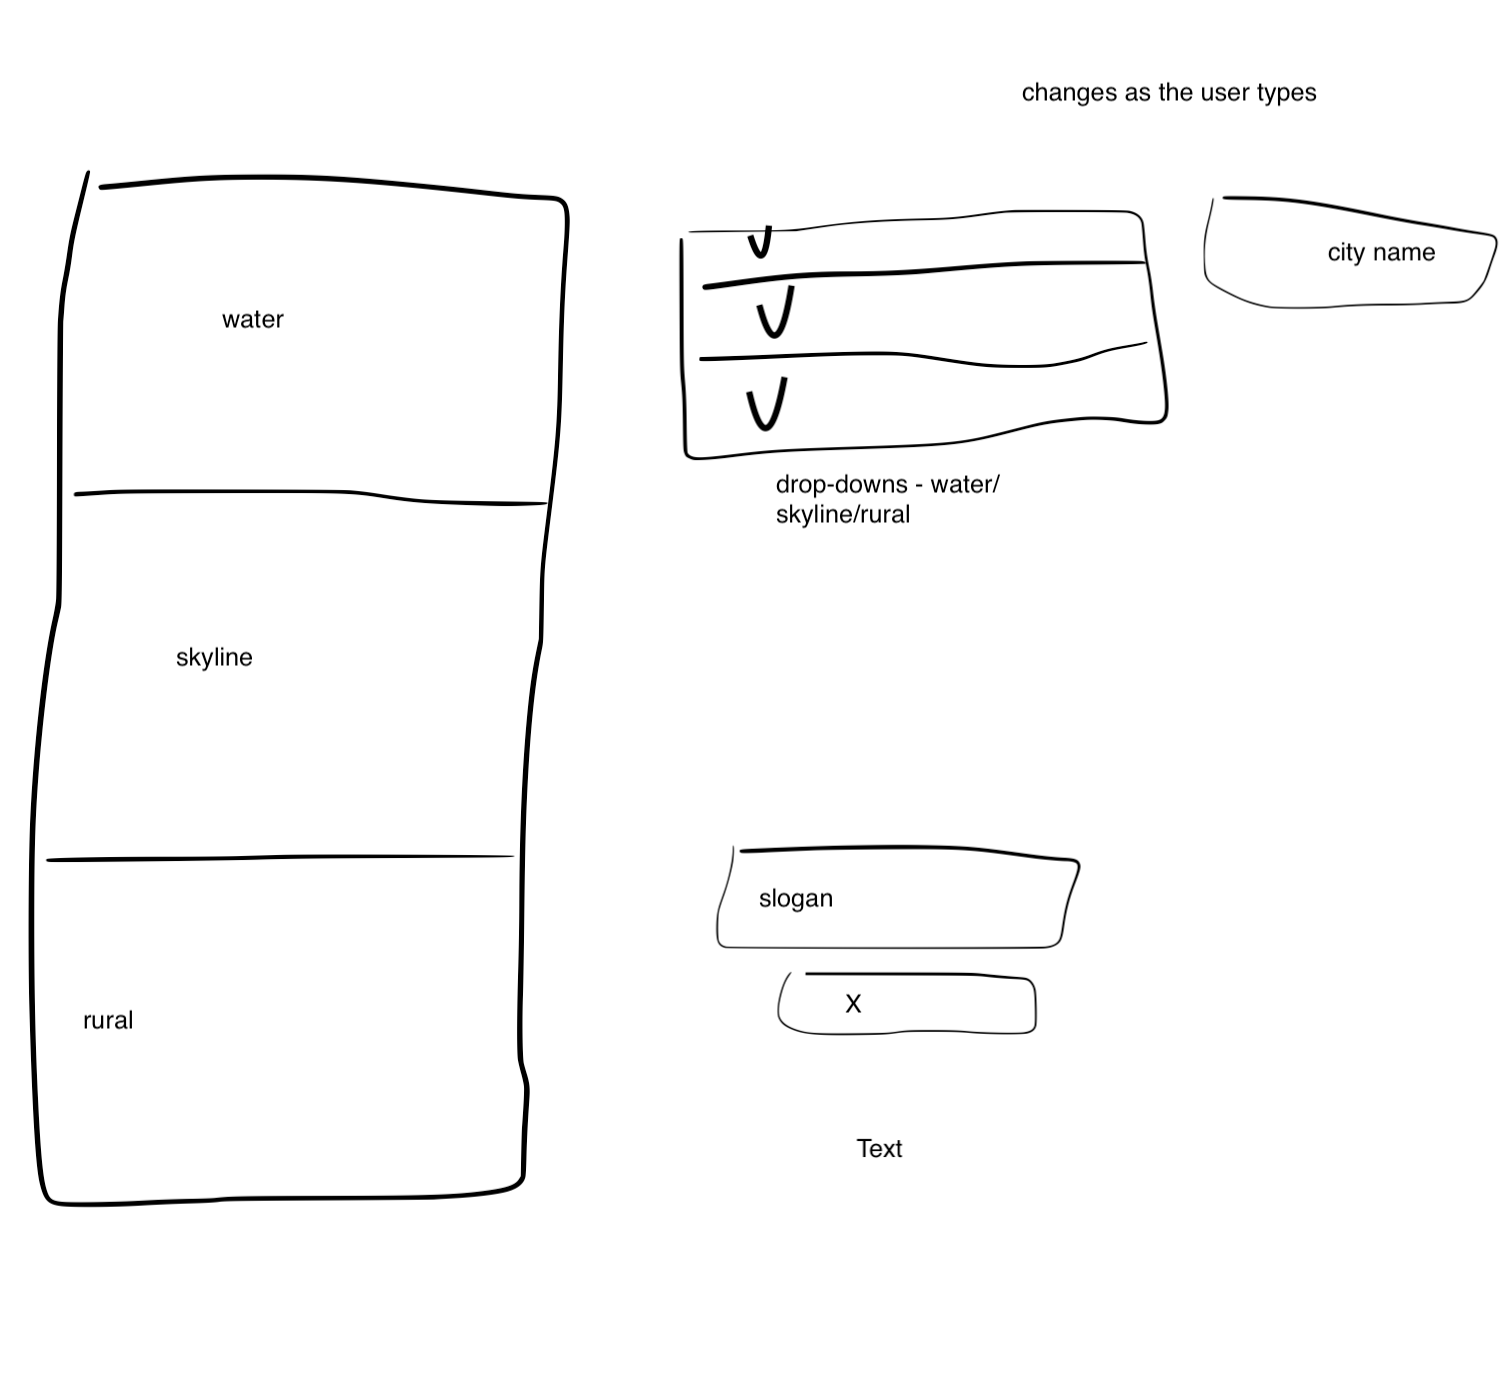 changes as the user types
city name
water
drop-downs - water/
skyline/rural
skyline
slogan
X
rural
Text